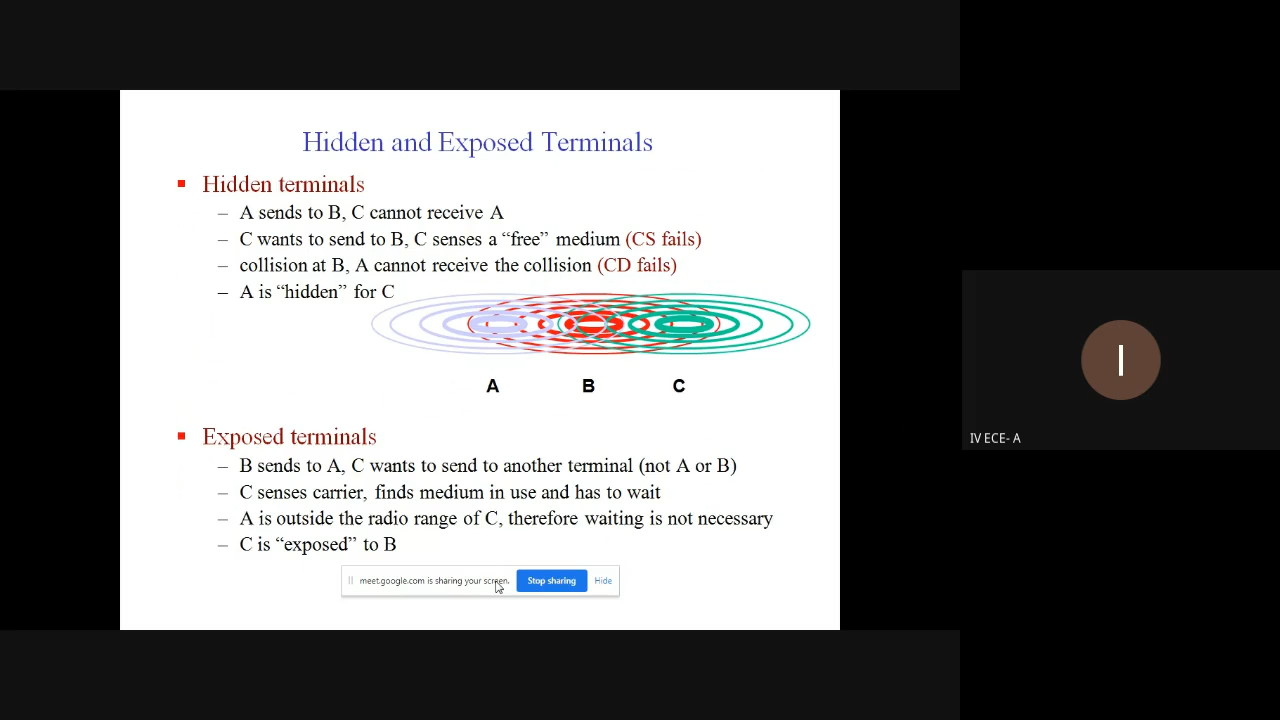 Hidden and Exposed Terminals
Hidden terminals
– A sends to B, C cannot receive A
– C wants to send to B, C senses a “free” medium (CS fails)
– collision at B, A cannot receive the collision (CD fails)
– A is “hidden” for C
A B C
Exposed terminals
– B sends to A, C wants to send to another terminal (not A or B)
– C senses carrier, finds medium in use and has to wait
– A is outside the radio range of C, therefore waiting is not necessary
– C is “exposed” to B
meet.google.com is sharing your screen. Stop sharing Hide
I
IV ECE- A